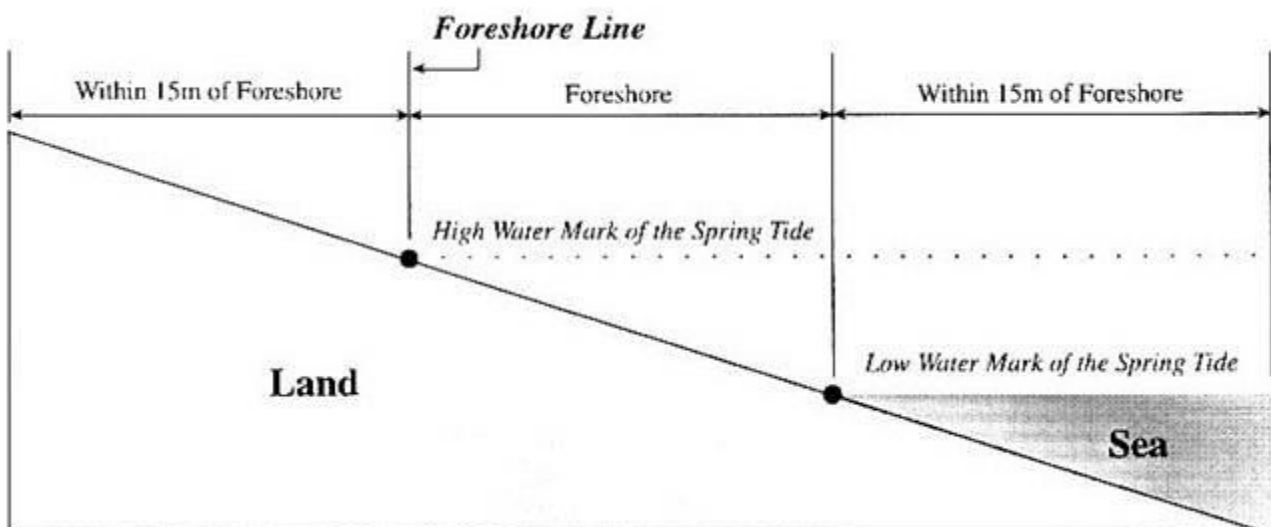 Foreshore Line
Within 15m of Foreshore
Foreshore
Within 15m of Foreshore
High Water Mark of the Spring Tide
Low Water Mark of the Spring Tide
Land
Sea